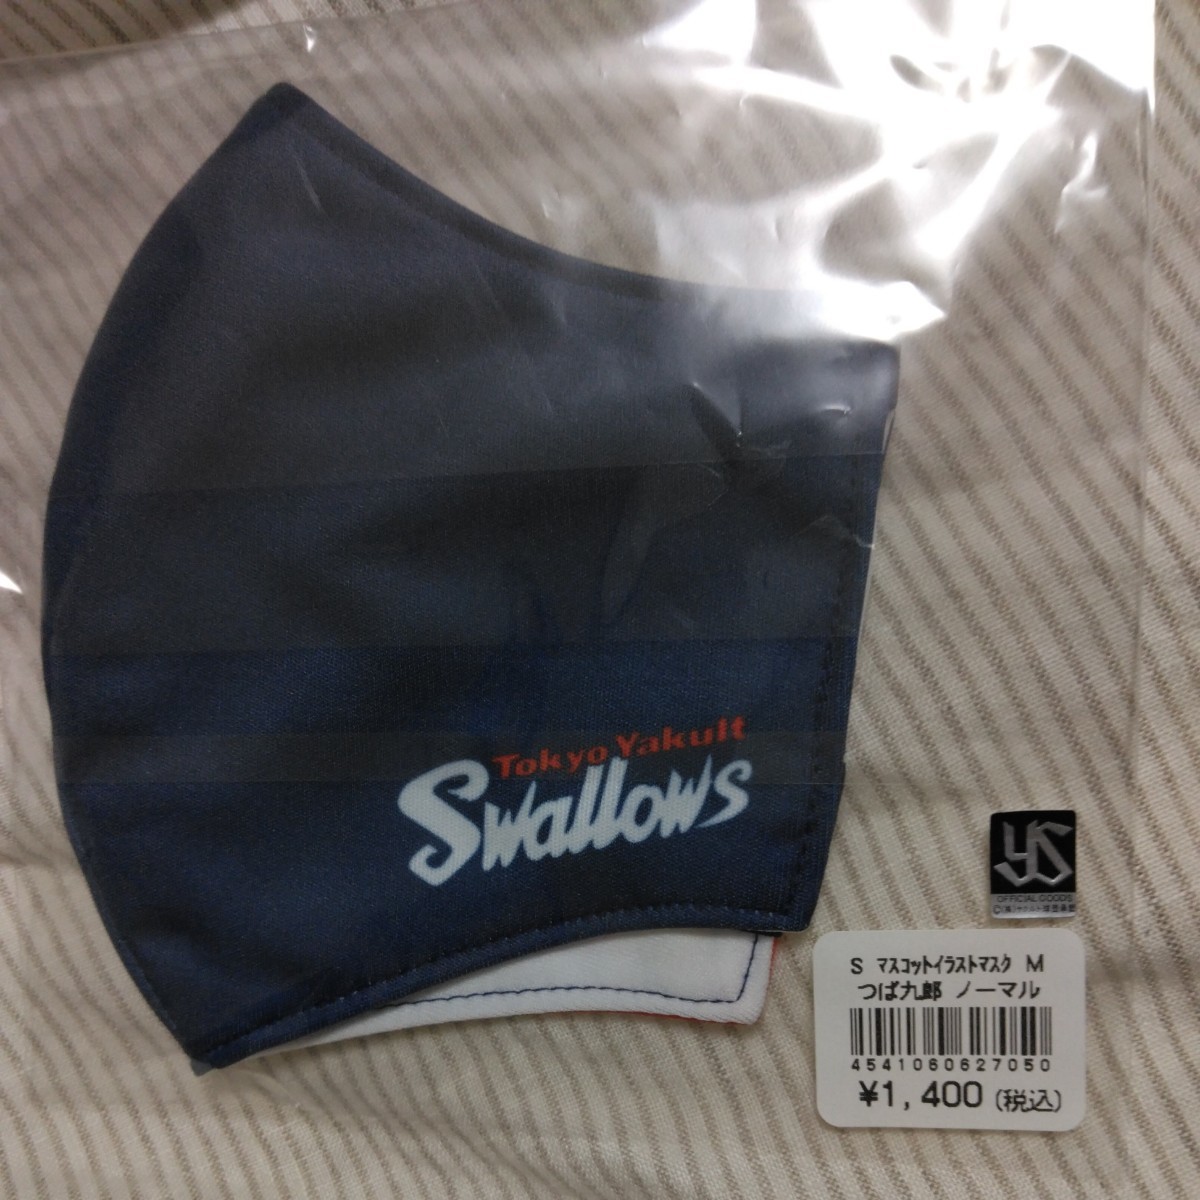 Tokyo Yakult
Swallows
YS
OFFICIAL GOODS
S マスコットイラストマスク M
つば九郎 ノーマル
4541060627050
¥1,400 (税込)